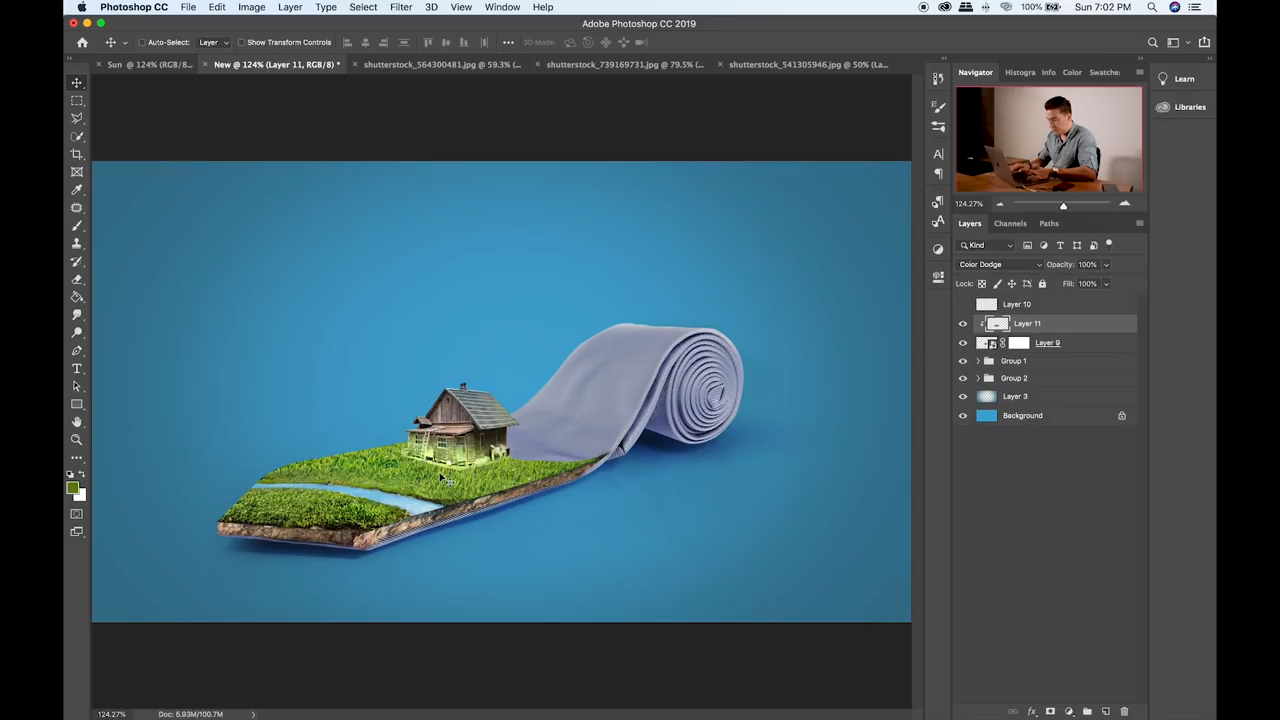 Photoshop CC File Edit Image Layer Type Select Filter 3D View Window Help 100% Sun 7:02 PM
Adobe Photoshop CC 2019
Auto-Select: Layer Show Transform Controls 3D Mode:
Sun @ 124% (RGB/8... New @ 124% (Layer 11, RGB/8) * shutterstock_564300481.jpg @ 59.3% (... shutterstock_739169731.jpg @ 79.5% (... shutterstock_541305946.jpg @ 50% (La...
Navigator Histogra Info Color Swatche:
Learn
Libraries
124.27%
Layers Channels Paths
Kind
Color Dodge Opacity: 100%
Lock: Fill: 100%
Layer 10
Layer 11
Layer 9
Group 1
Group 2
Layer 3
Background
124.27% Doc: 5.93M/100.7M